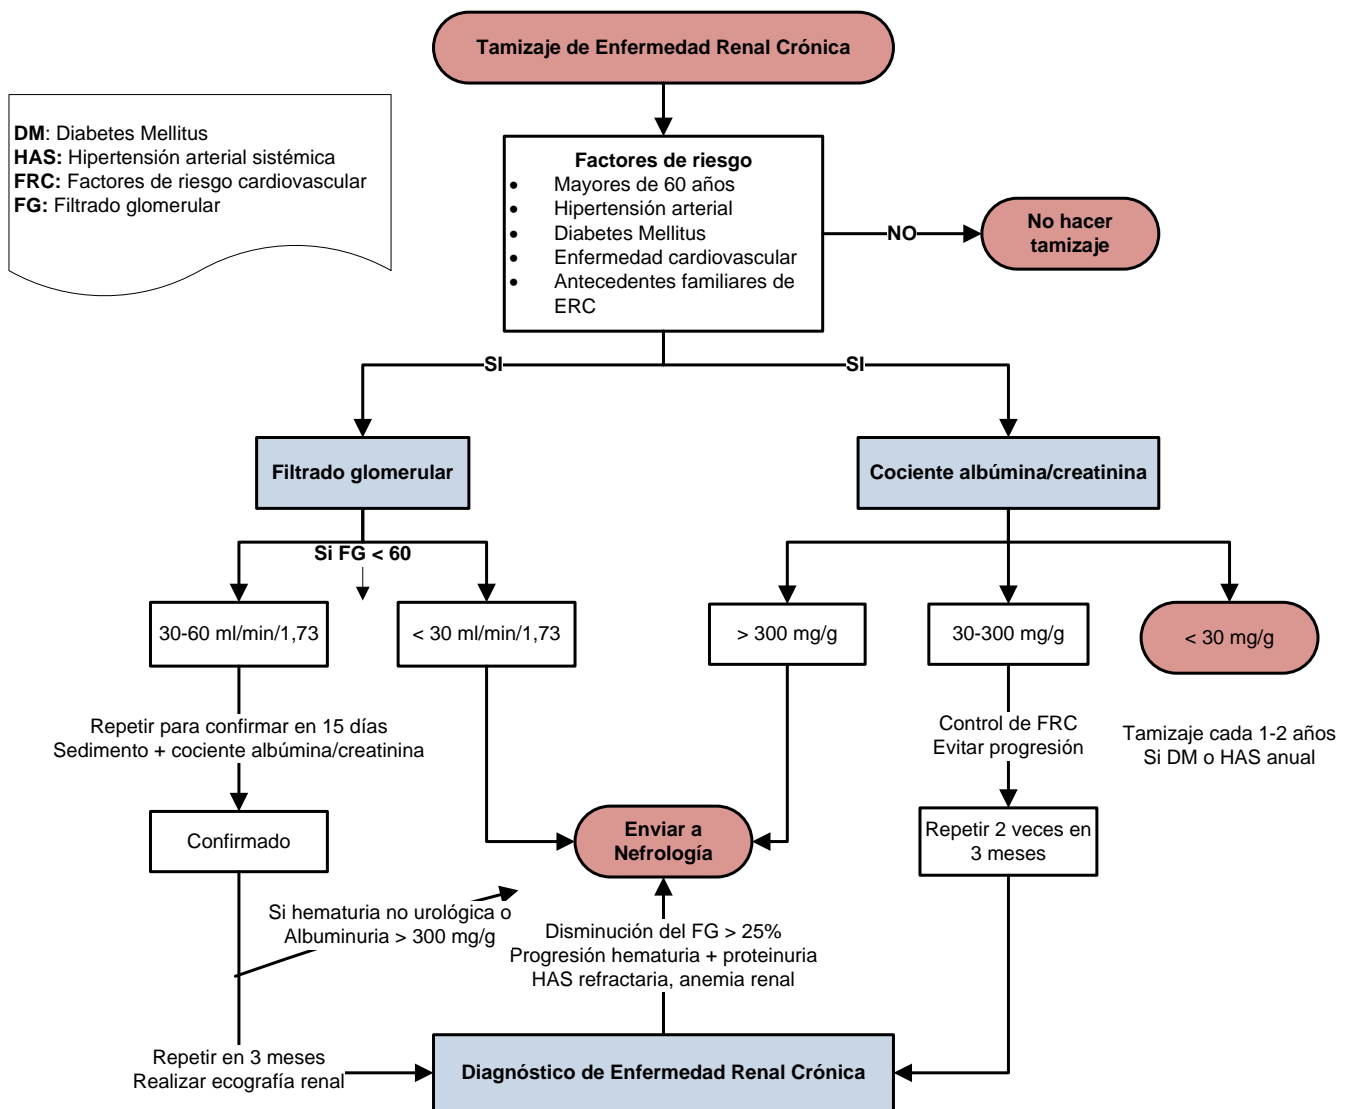 Tamizaje de Enfermedad Renal Crónica
DM: Diabetes Mellitus
HAS: Hipertensión arterial sistémica
FRC: Factores de riesgo cardiovascular
FG: Filtrado glomerular
Factores de riesgo
• Mayores de 60 años
• Hipertensión arterial
• Diabetes Mellitus
• Enfermedad cardiovascular
• Antecedentes familiares de
ERC
NO
No hacer
tamizaje
SI
SI
Filtrado glomerular
Cociente albúmina/creatinina
Si FG < 60
30-60 ml/min/1,73
< 30 ml/min/1,73
> 300 mg/g
30-300 mg/g
< 30 mg/g
Repetir para confirmar en 15 días
Sedimento + cociente albúmina/creatinina
Control de FRC
Evitar progresión
Tamizaje cada 1-2 años
Si DM o HAS anual
Confirmado
Enviar a
Nefrología
Repetir 2 veces en
3 meses
Si hematuria no urológica o
Albuminuria > 300 mg/g
Disminución del FG > 25%
Progresión hematuria + proteinuria
HAS refractaria, anemia renal
Repetir en 3 meses
Realizar ecografía renal
Diagnóstico de Enfermedad Renal Crónica